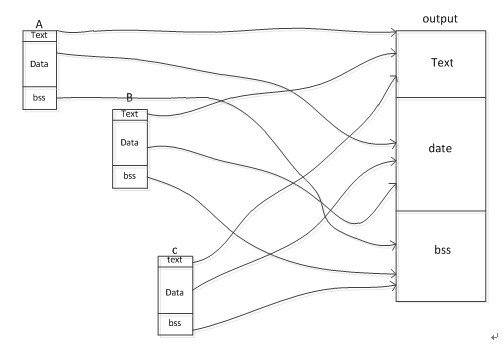 output
A
Text
Data
bss
B
Text
Data
bss
c
text
Data
bss
Text
date
bss